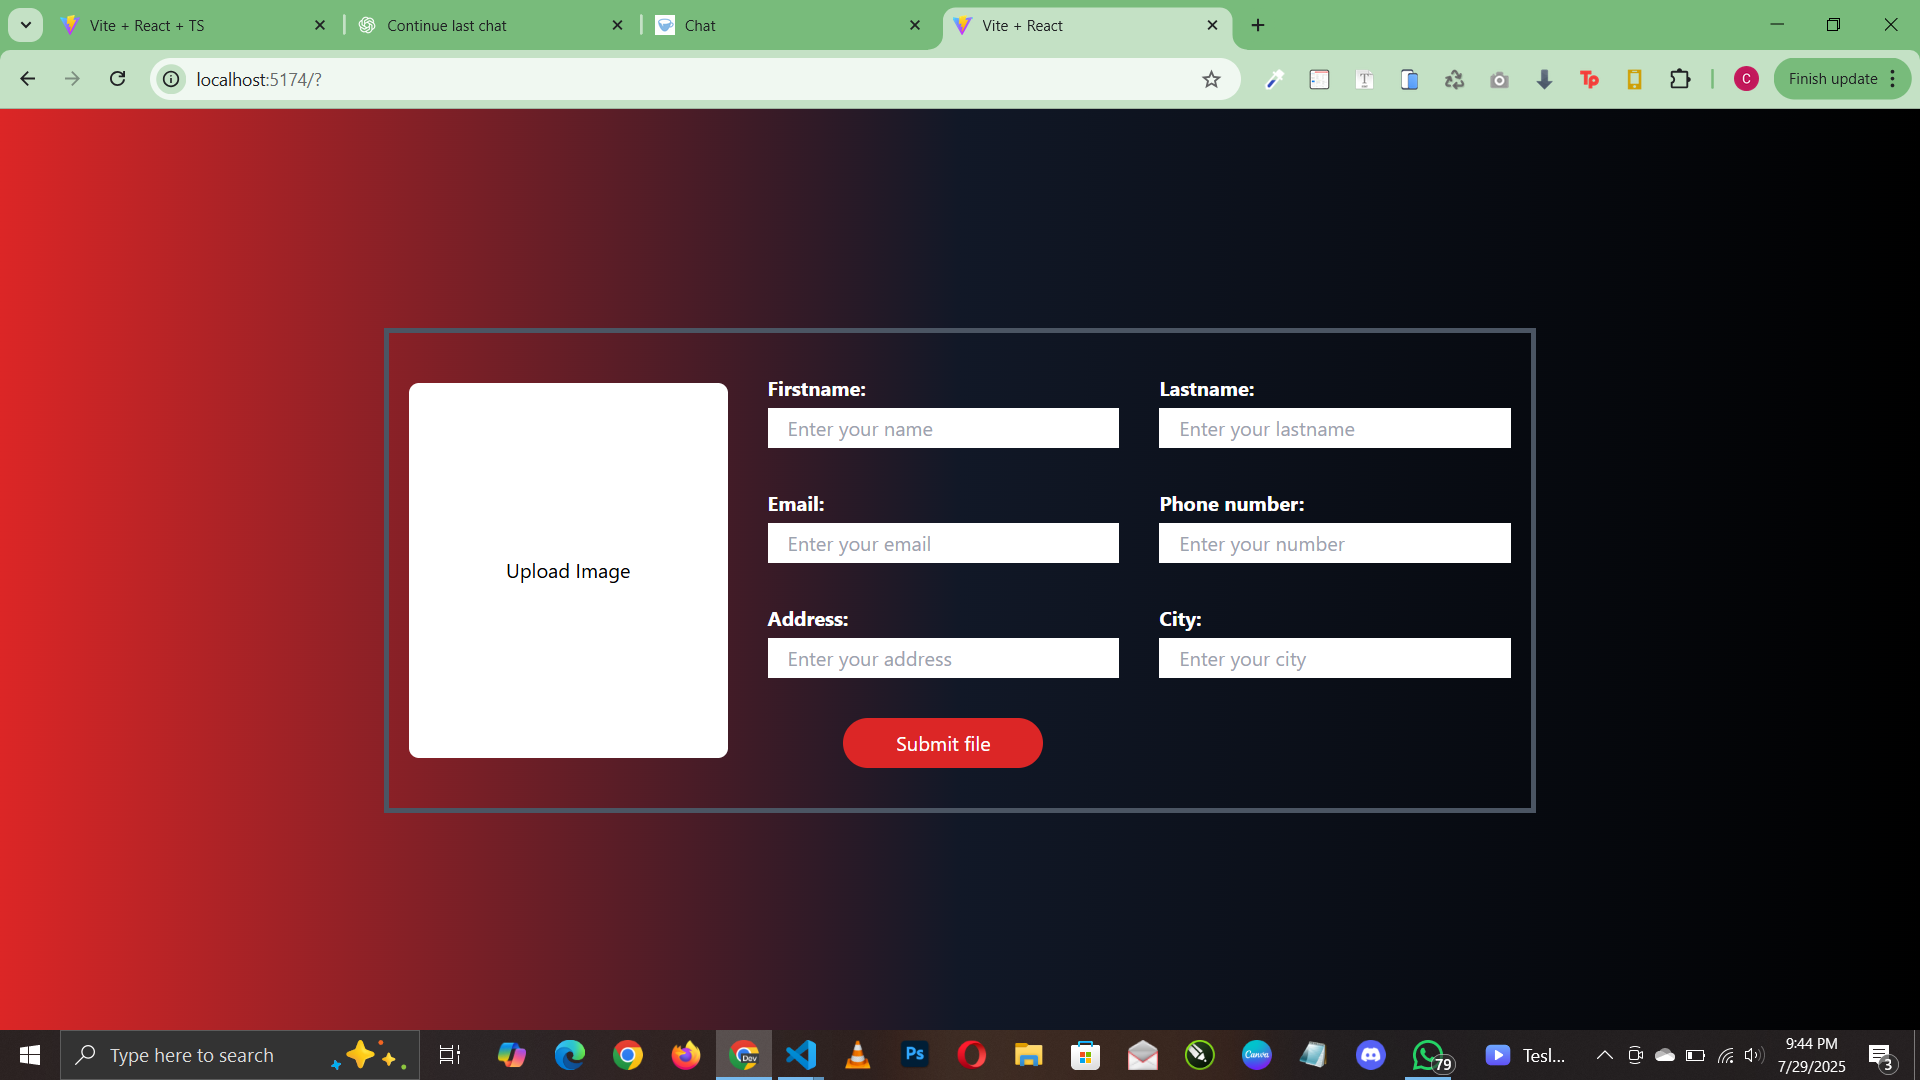 Vite + React + TS
Continue last chat
Chat
Vite + React
localhost:5174/?
T
Tp
C
Finish update
Firstname:
Lastname:
Enter your name
Enter your lastname
Email:
Phone number:
Enter your email
Enter your number
Upload Image
Address:
City:
Enter your address
Enter your city
Submit file
Type here to search
Dev
Ps
Canva
79
Tesl...
9:44 PM
7/29/2025
3